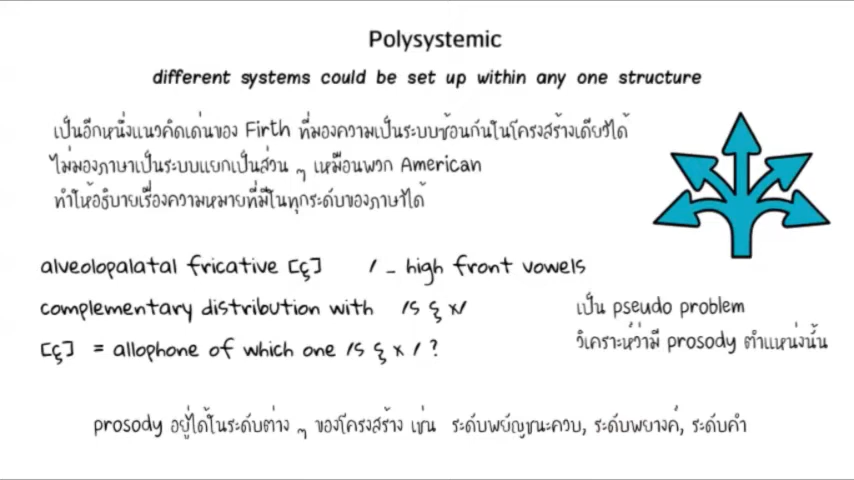 Polysystemic
different systems could be set up within any one structure
เป็นอีกหนึ่งแนวคิดเด่นของ Firth ที่มองความเป็นระบบซ้อนกันในโครงสร้างเดียวได้
ไม่มองภาษาเป็นระบบแยกเป็นส่วน ๆ เหมือนพวก American
ทำให้อธิบายเรื่องความหมายที่มีในทุกระดับของภาษาได้
alveolopalatal fricative [ɕ] / _ high front vowels
complementary distribution with /s ʂ x/
เป็น pseudo problem
[ɕ] = allophone of which one /s ʂ x / ?
วิเคราะห์ว่ามี prosody ตำแหน่งนั้น
prosody อยู่ได้ในระดับต่าง ๆ ของโครงสร้าง เช่น ระดับพยัญชนะควบ, ระดับพยางค์, ระดับคำ